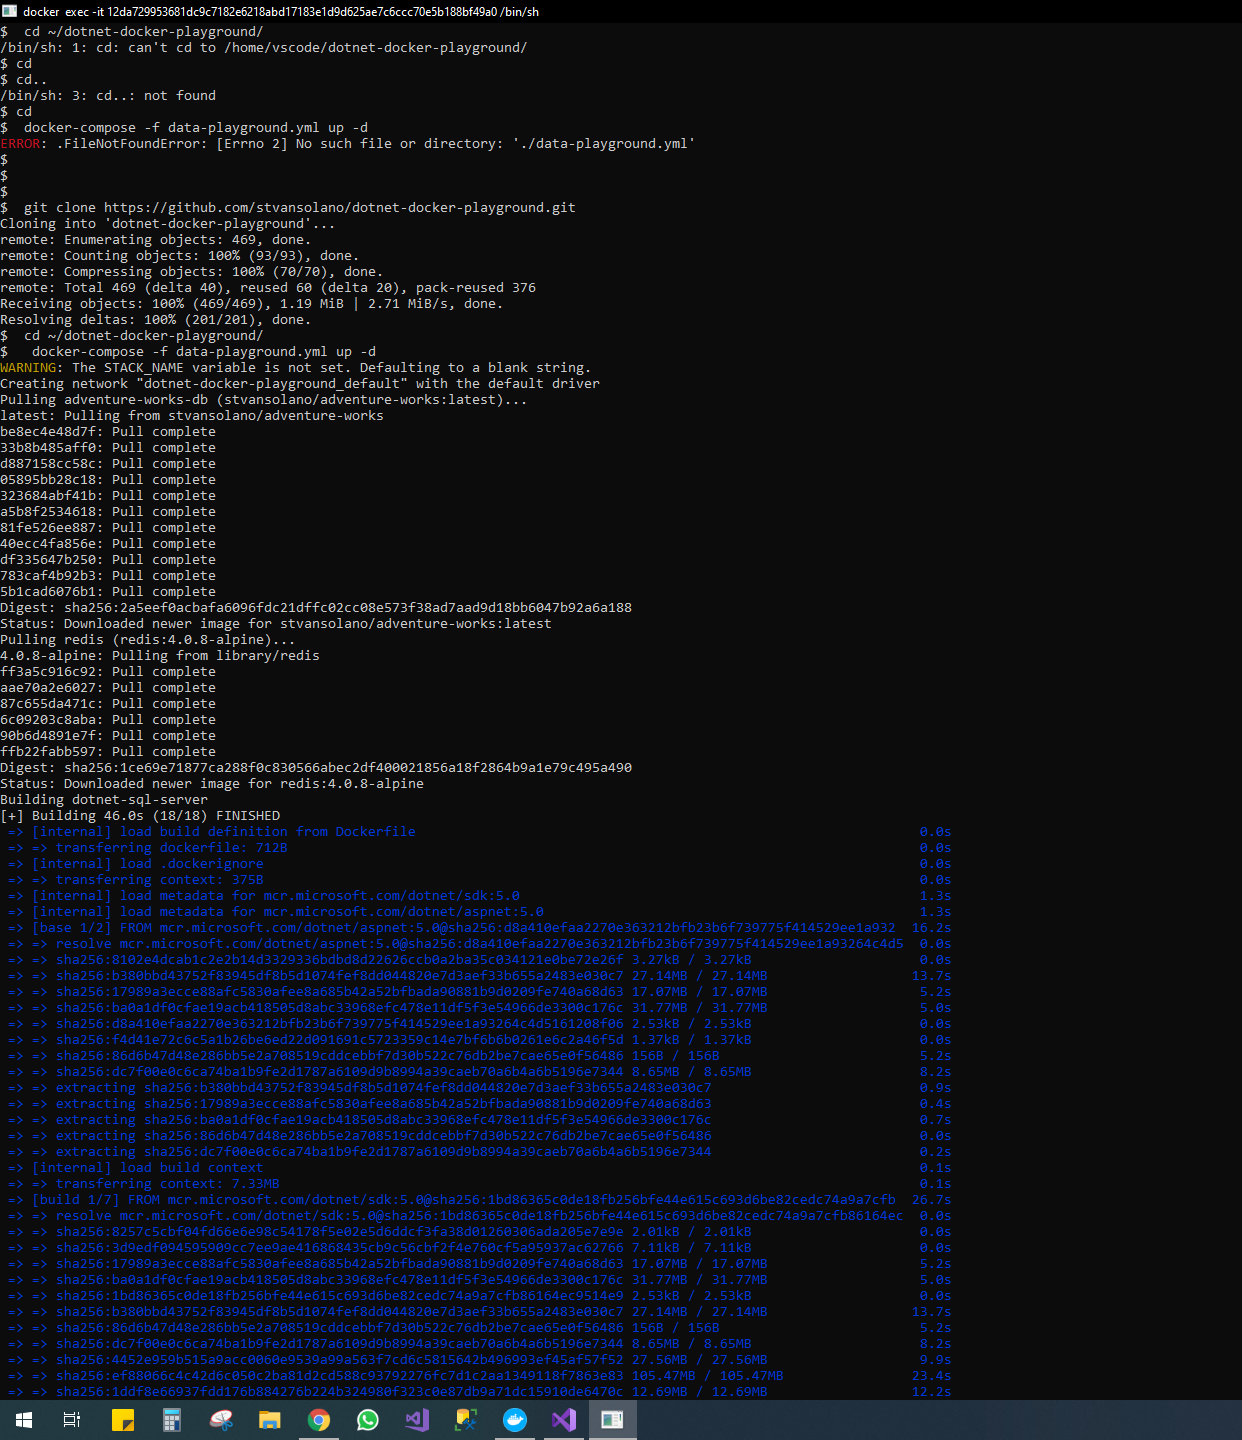 docker exec -it 12da729953681dc9c7182e6218abd17183e1d9d625ae7c6ccc70e5b188bf49a0 /bin/sh
$  cd ~/dotnet-docker-playground/
/bin/sh: 1: cd: can't cd to /home/vscode/dotnet-docker-playground/
$ cd
$ cd..
/bin/sh: 3: cd..: not found
$ cd
$  docker-compose -f data-playground.yml up -d
ERROR: .FileNotFoundError: [Errno 2] No such file or directory: './data-playground.yml'
$
$
$
$  git clone https://github.com/stvansolano/dotnet-docker-playground.git
Cloning into 'dotnet-docker-playground'...
remote: Enumerating objects: 469, done.
remote: Counting objects: 100% (93/93), done.
remote: Compressing objects: 100% (70/70), done.
remote: Total 469 (delta 40), reused 60 (delta 20), pack-reused 376
Receiving objects: 100% (469/469), 1.19 MiB | 2.71 MiB/s, done.
Resolving deltas: 100% (201/201), done.
$  cd ~/dotnet-docker-playground/
$   docker-compose -f data-playground.yml up -d
WARNING: The STACK_NAME variable is not set. Defaulting to a blank string.
Creating network "dotnet-docker-playground_default" with the default driver
Pulling adventure-works-db (stvansolano/adventure-works:latest)...
latest: Pulling from stvansolano/adventure-works
be8ec4e48d7f: Pull complete
33b8b485aff0: Pull complete
d887158cc58c: Pull complete
05895bb28c18: Pull complete
323684abf41b: Pull complete
a5b8f2534618: Pull complete
81fe526ee887: Pull complete
40ecc4fa856e: Pull complete
df335647b250: Pull complete
783caf4b92b3: Pull complete
5b1cad6076b1: Pull complete
Digest: sha256:2a5eef0acbafa6096fdc21dffc02cc08e573f38ad7aad9d18bb6047b92a6a188
Status: Downloaded newer image for stvansolano/adventure-works:latest
Pulling redis (redis:4.0.8-alpine)...
4.0.8-alpine: Pulling from library/redis
ff3a5c916c92: Pull complete
aae70a2e6027: Pull complete
87c655da471c: Pull complete
6c09203c8aba: Pull complete
90b6d4891e7f: Pull complete
ffb22fabb597: Pull complete
Digest: sha256:1ce69e71877ca288f0c830566abec2df400021856a18f2864b9a1e79c495a490
Status: Downloaded newer image for redis:4.0.8-alpine
Building dotnet-sql-server
[+] Building 46.0s (18/18) FINISHED
=> [internal] load build definition from Dockerfile 0.0s
=> => transferring dockerfile: 712B 0.0s
=> [internal] load .dockerignore 0.0s
=> => transferring context: 375B 0.0s
=> [internal] load metadata for mcr.microsoft.com/dotnet/sdk:5.0 1.3s
=> [internal] load metadata for mcr.microsoft.com/dotnet/aspnet:5.0 1.3s
=> [base 1/2] FROM mcr.microsoft.com/dotnet/aspnet:5.0@sha256:d8a410efaa2270e363212bfb23b6f739775f414529ee1a932 16.2s
=> => resolve mcr.microsoft.com/dotnet/aspnet:5.0@sha256:d8a410efaa2270e363212bfb23b6f739775f414529ee1a93264c4d5 0.0s
=> => sha256:8102e4dcab1c2e2b14d3329336bdbd8d22626ccb0a2ba35c034121e0be72e26f 3.27kB / 3.27kB 0.0s
=> => sha256:b380bbd43752f83945df8b5d1074fef8dd044820e7d3aef33b655a2483e030c7 27.14MB / 27.14MB 13.7s
=> => sha256:17989a3ecce88afc5830afee8a685b42a52bfbada90881b9d0209fe740a68d63 17.07MB / 17.07MB 5.2s
=> => sha256:ba0a1df0cfae19acb418505d8abc33968efc478e11df5f3e54966de3300c176c 31.77MB / 31.77MB 5.0s
=> => sha256:d8a410efaa2270e363212bfb23b6f739775f414529ee1a93264c4d5161208f06 2.53kB / 2.53kB 0.0s
=> => sha256:f4d41e72c6c5a1b26be6ed22d091691c5723359c14e7bf6b6b0261e6c2a46f5d 1.37kB / 1.37kB 0.0s
=> => sha256:86d6b47d48e286bb5e2a708519cddcebbf7d30b522c76db2be7cae65e0f56486 156B / 156B 5.2s
=> => sha256:dc7f00e0c6ca74ba1b9fe2d1787a6109d9b8994a39caeb70a6b4a6b5196e7344 8.65MB / 8.65MB 8.2s
=> => extracting sha256:b380bbd43752f83945df8b5d1074fef8dd044820e7d3aef33b655a2483e030c7 0.9s
=> => extracting sha256:17989a3ecce88afc5830afee8a685b42a52bfbada90881b9d0209fe740a68d63 0.4s
=> => extracting sha256:ba0a1df0cfae19acb418505d8abc33968efc478e11df5f3e54966de3300c176c 0.7s
=> => extracting sha256:86d6b47d48e286bb5e2a708519cddcebbf7d30b522c76db2be7cae65e0f56486 0.0s
=> => extracting sha256:dc7f00e0c6ca74ba1b9fe2d1787a6109d9b8994a39caeb70a6b4a6b5196e7344 0.2s
=> [internal] load build context 0.1s
=> => transferring context: 7.33MB 0.1s
=> [build 1/7] FROM mcr.microsoft.com/dotnet/sdk:5.0@sha256:1bd86365c0de18fb256bfe44e615c693d6be82cedc74a9a7cfb 26.7s
=> => resolve mcr.microsoft.com/dotnet/sdk:5.0@sha256:1bd86365c0de18fb256bfe44e615c693d6be82cedc74a9a7cfb86164ec 0.0s
=> => sha256:8257c5cbf04fd66e6e98c54178f5e02e5d6ddcf3fa38d01260306ada205e7e9e 2.01kB / 2.01kB 0.0s
=> => sha256:3d9edf094595909cc7ee9ae416868435cb9c56cbf2f4e760cf5a95937ac62766 7.11kB / 7.11kB 0.0s
=> => sha256:17989a3ecce88afc5830afee8a685b42a52bfbada90881b9d0209fe740a68d63 17.07MB / 17.07MB 5.2s
=> => sha256:ba0a1df0cfae19acb418505d8abc33968efc478e11df5f3e54966de3300c176c 31.77MB / 31.77MB 5.0s
=> => sha256:1bd86365c0de18fb256bfe44e615c693d6be82cedc74a9a7cfb86164ec9514e9 2.53kB / 2.53kB 0.0s
=> => sha256:b380bbd43752f83945df8b5d1074fef8dd044820e7d3aef33b655a2483e030c7 27.14MB / 27.14MB 13.7s
=> => sha256:86d6b47d48e286bb5e2a708519cddcebbf7d30b522c76db2be7cae65e0f56486 156B / 156B 5.2s
=> => sha256:dc7f00e0c6ca74ba1b9fe2d1787a6109d9b8994a39caeb70a6b4a6b5196e7344 8.65MB / 8.65MB 8.2s
=> => sha256:4452e959b515a9acc0060e9539a99a563f7cd6c5815642b496993ef45af57f52 27.56MB / 27.56MB 9.9s
=> => sha256:ef88066c4c42d6c050c2ba81d2cd588c93792276fc7d1c2aa1349118f7863e83 105.47MB / 105.47MB 23.4s
=> => sha256:1ddf8e66937fdd176b884276b224b324980f323c0e87db9a71dc15910de6470c 12.69MB / 12.69MB 12.2s